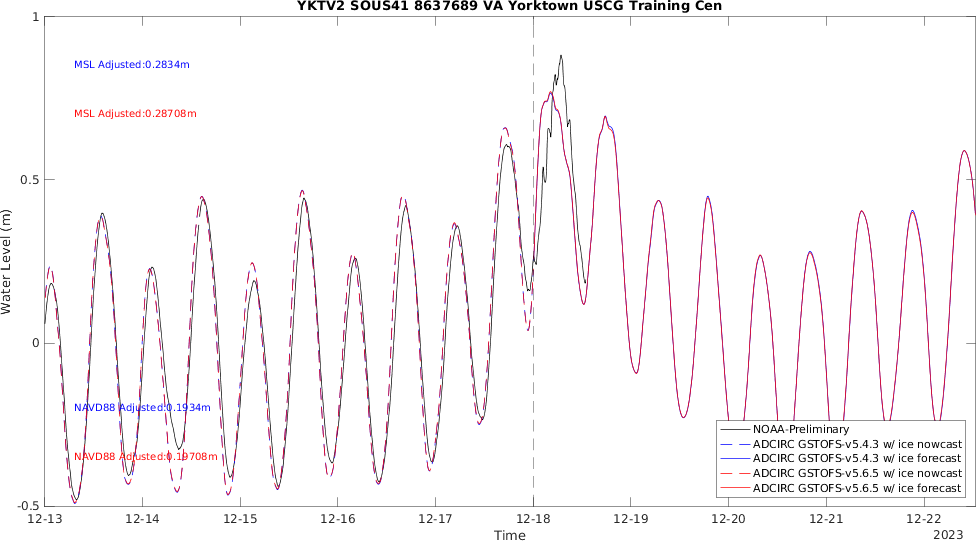 YKTV2 SOUS41 8637689 VA Yorktown USCG Training Cen
1
MSL Adjusted:0.2834m
MSL Adjusted:0.28708m
0.5
Water Level (m)
0
NAVD88 Adjusted:0.1934m
NAVD88 Adjusted:0.19708m
-0.5
NOAA-Preliminary
ADCIRC GSTOFS-v5.4.3 w/ ice nowcast
ADCIRC GSTOFS-v5.4.3 w/ ice forecast
ADCIRC GSTOFS-v5.6.5 w/ ice nowcast
ADCIRC GSTOFS-v5.6.5 w/ ice forecast
12-13 12-14 12-15 12-16 12-17 12-18 12-19 12-20 12-21 12-22
Time
2023